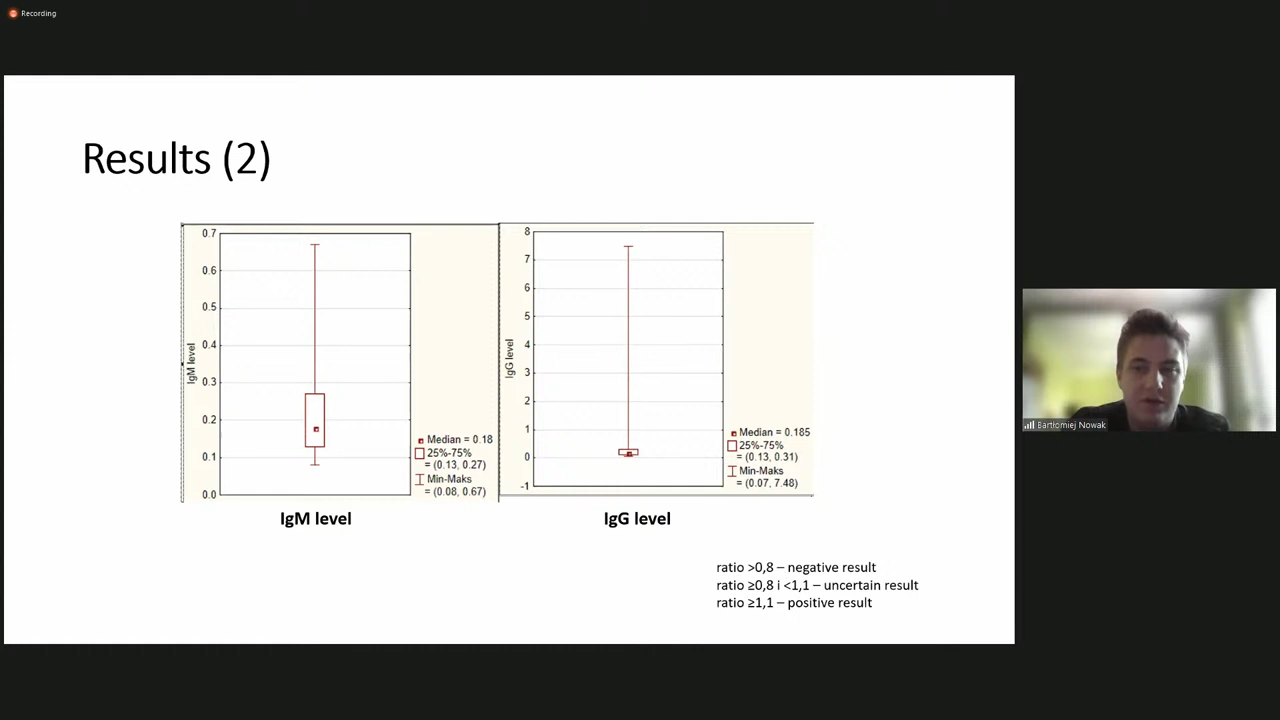 Recording
Results (2)
0.7
0.6
0.5
0.4
0.3
0.2
0.1
0.0
IgM level
Median = 0.18
25%-75%
= (0.13, 0.27)
Min-Maks
= (0.08, 0.67)
IgM level
8
7
6
5
4
3
2
1
0
-1
IgG level
Median = 0.185
25%-75%
= (0.13, 0.31)
Min-Maks
= (0.07, 7.48)
IgG level
ratio >0,8 – negative result
ratio ≥0,8 i <1,1 – uncertain result
ratio ≥1,1 – positive result
Bartłomiej Nowak